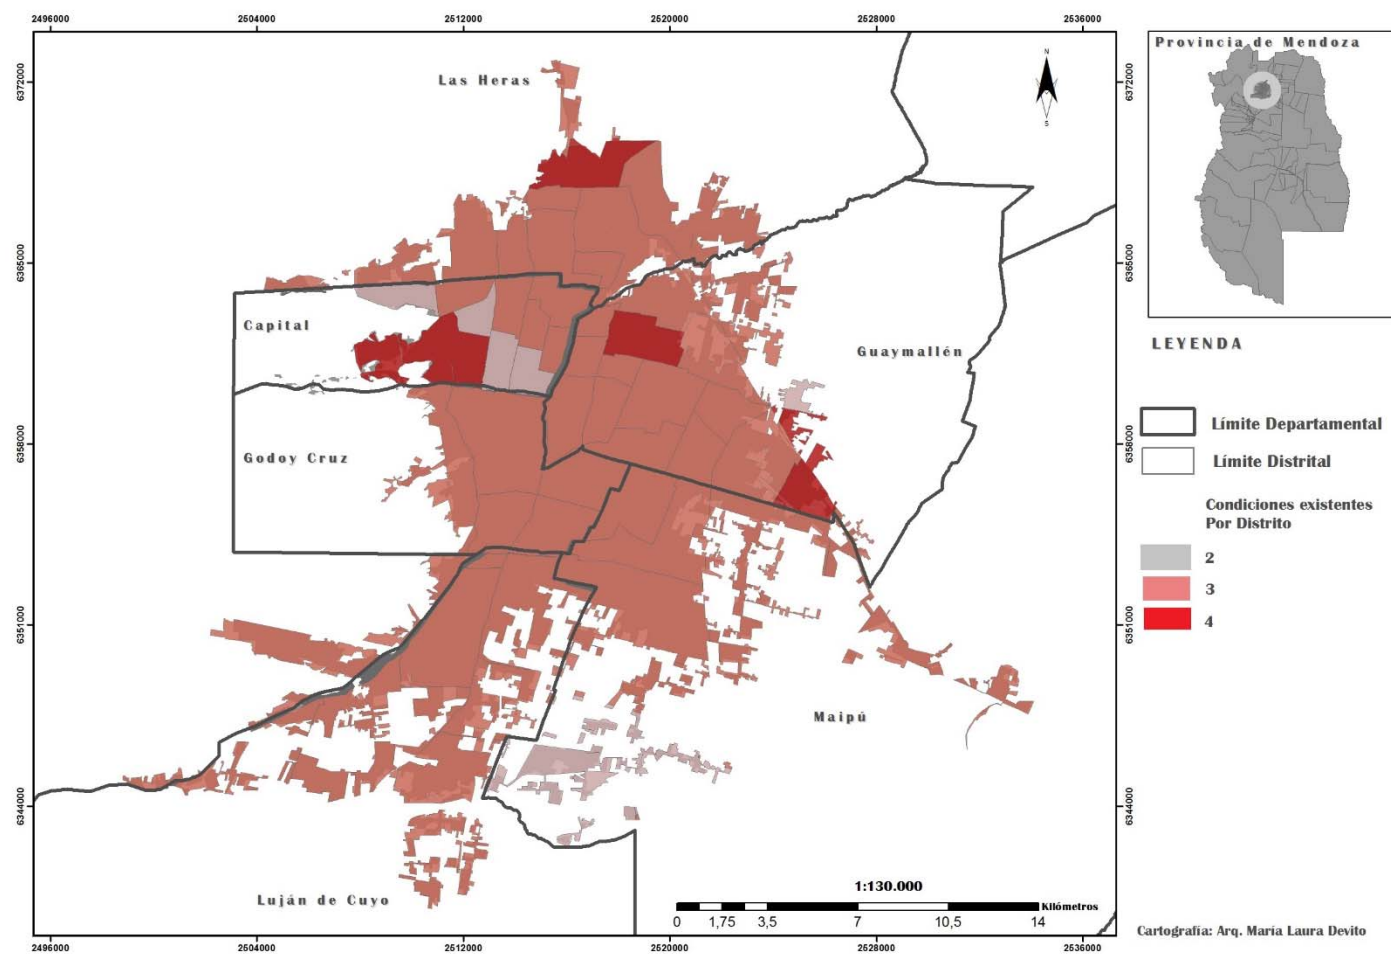 2496000 2504000 2512000 2520000 2528000 2536000
Provincia de Mendoza
N
S
6372000
6372000
Las Heras
6365000
6365000
Capital
Guaymallén
LEYENDA
Límite Departamental
6358000
6358000
Godoy Cruz
Límite Distrital
Condiciones existentes
Por Distrito
2
3
4
6351000
6351000
Maipú
6344000
6344000
Luján de Cuyo
1:130.000
Kilómetros
0 1,75 3,5 7 10,5 14
Cartografía: Arq. María Laura Devito
2496000 2504000 2512000 2520000 2528000 2536000